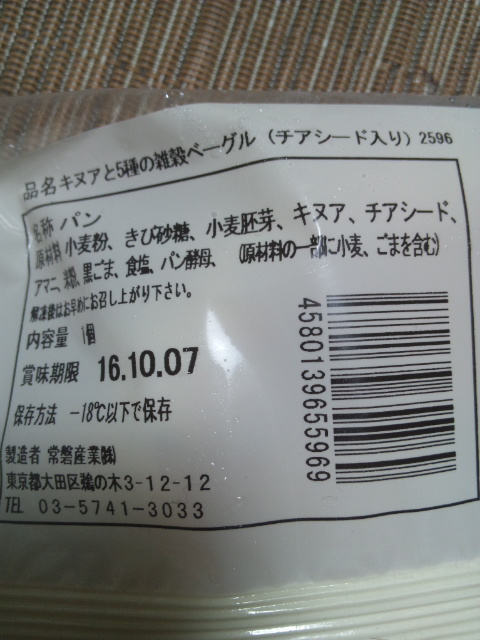 品名 キヌアと5種の雑穀ベーグル(チアシード入り) 2596
名称 パン
原材料 小麦粉、きび砂糖、小麦胚芽、キヌア、チアシード、
アマニ、米粉、黒ごま、食塩、パン酵母、 (原材料の一部に小麦、ごまを含む)
解凍後はお早めにお召し上がり下さい。
内容量 1個
賞味期限 16.10.07
保存方法 -18℃以下で保存
製造者 常磐産業㈱
東京都大田区鵜の木3-12-12
TEL 03-5741-3033
4580139655969